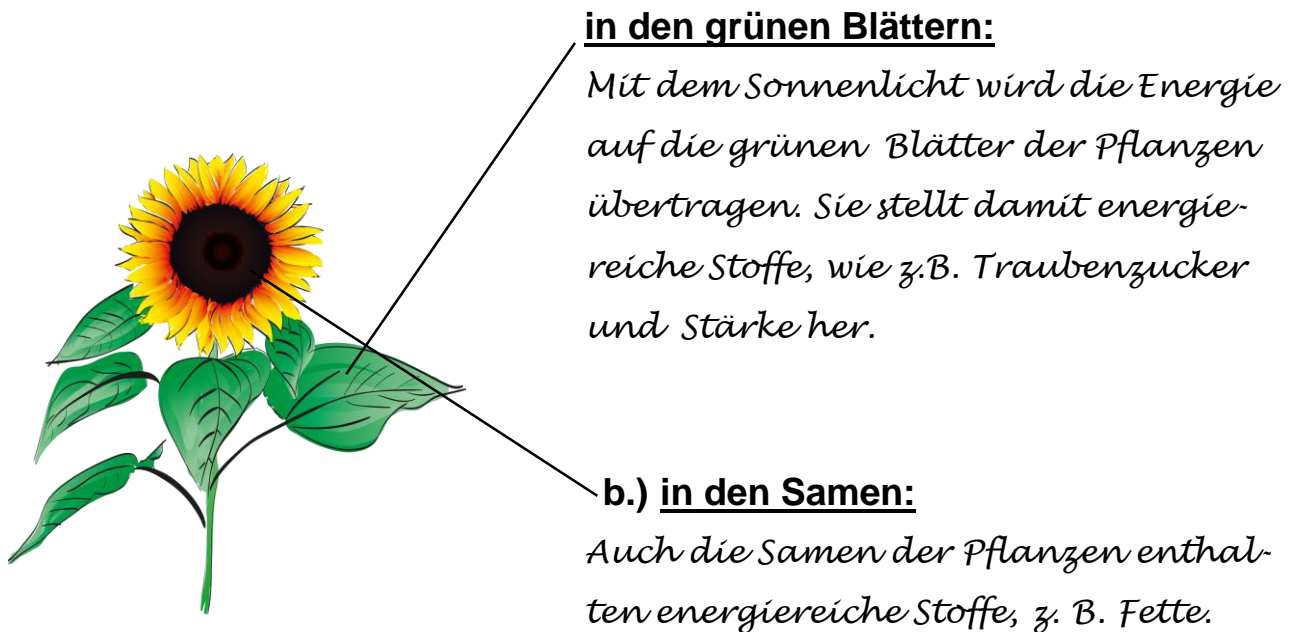 in den grünen Blättern:
Mit dem Sonnenlicht wird die Energie
auf die grünen Blätter der Pflanzen
übertragen. Sie stellt damit energie-
reiche Stoffe, wie z.B. Traubenzucker
und Stärke her.
b.) in den Samen:
Auch die Samen der Pflanzen enthal-
ten energiereiche Stoffe, z. B. Fette.